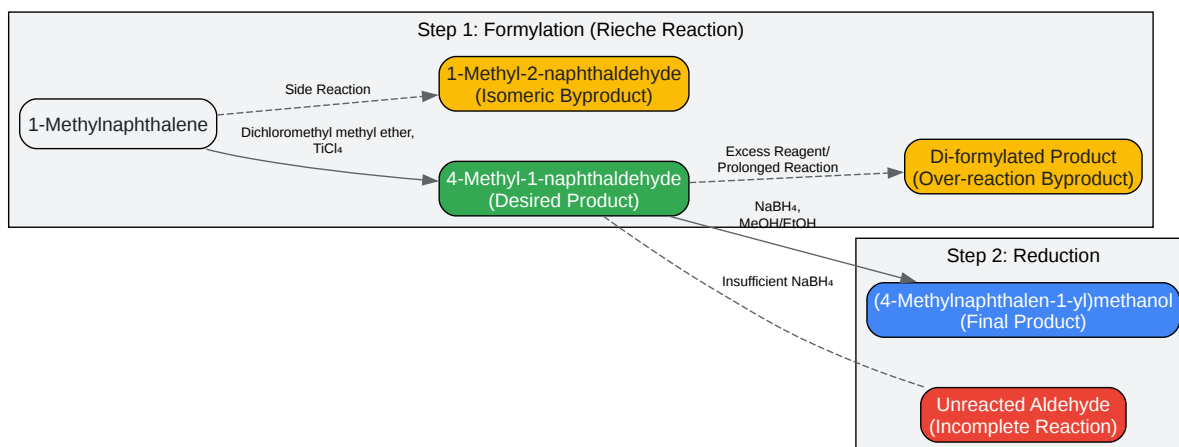 Step 1: Formylation (Rieche Reaction)
1-Methylnaphthalene
Side Reaction
1-Methyl-2-naphthaldehyde
(Isomeric Byproduct)
Dichloromethyl methyl ether,
TiCl₄
4-Methyl-1-naphthaldehyde
(Desired Product)
Excess Reagent/
Prolonged Reaction
Di-formylated Product
(Over-reaction Byproduct)
NaBH₄,
MeOH/EtOH
Step 2: Reduction
Insufficient NaBH₄
(4-Methylnaphthalen-1-yl)methanol
(Final Product)
Unreacted Aldehyde
(Incomplete Reaction)